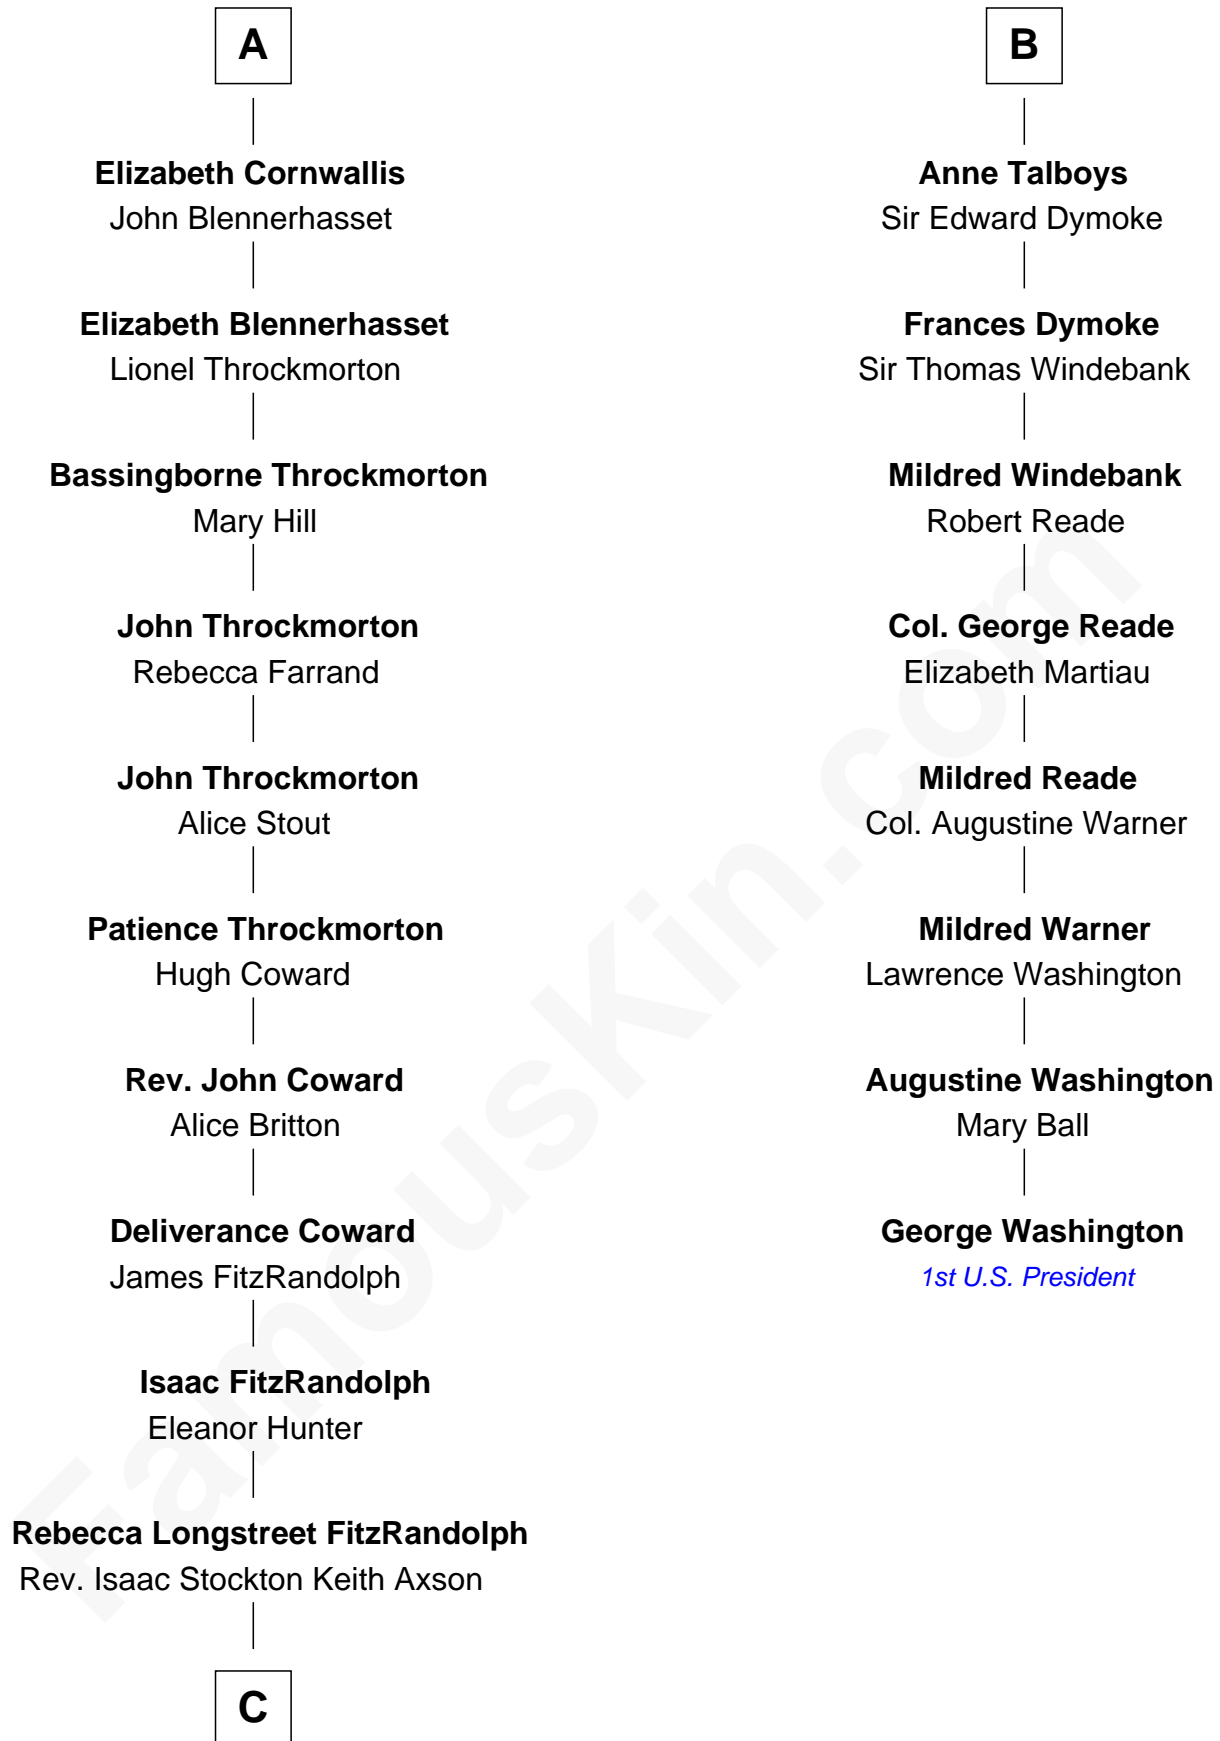 A
Elizabeth Cornwallis
John Blennerhasset
Elizabeth Blennerhasset
Lionel Throckmorton
Bassingborne Throckmorton
Mary Hill
John Throckmorton
Rebecca Farrand
John Throckmorton
Alice Stout
Patience Throckmorton
Hugh Coward
Rev. John Coward
Alice Britton
Deliverance Coward
James FitzRandolph
Isaac FitzRandolph
Eleanor Hunter
Rebecca Longstreet FitzRandolph
Rev. Isaac Stockton Keith Axson
C
B
Anne Talboys
Sir Edward Dymoke
Frances Dymoke
Sir Thomas Windebank
Mildred Windebank
Robert Reade
Col. George Reade
Elizabeth Martiau
Mildred Reade
Col. Augustine Warner
Mildred Warner
Lawrence Washington
Augustine Washington
Mary Ball
George Washington
1st U.S. President
FamousKin.com